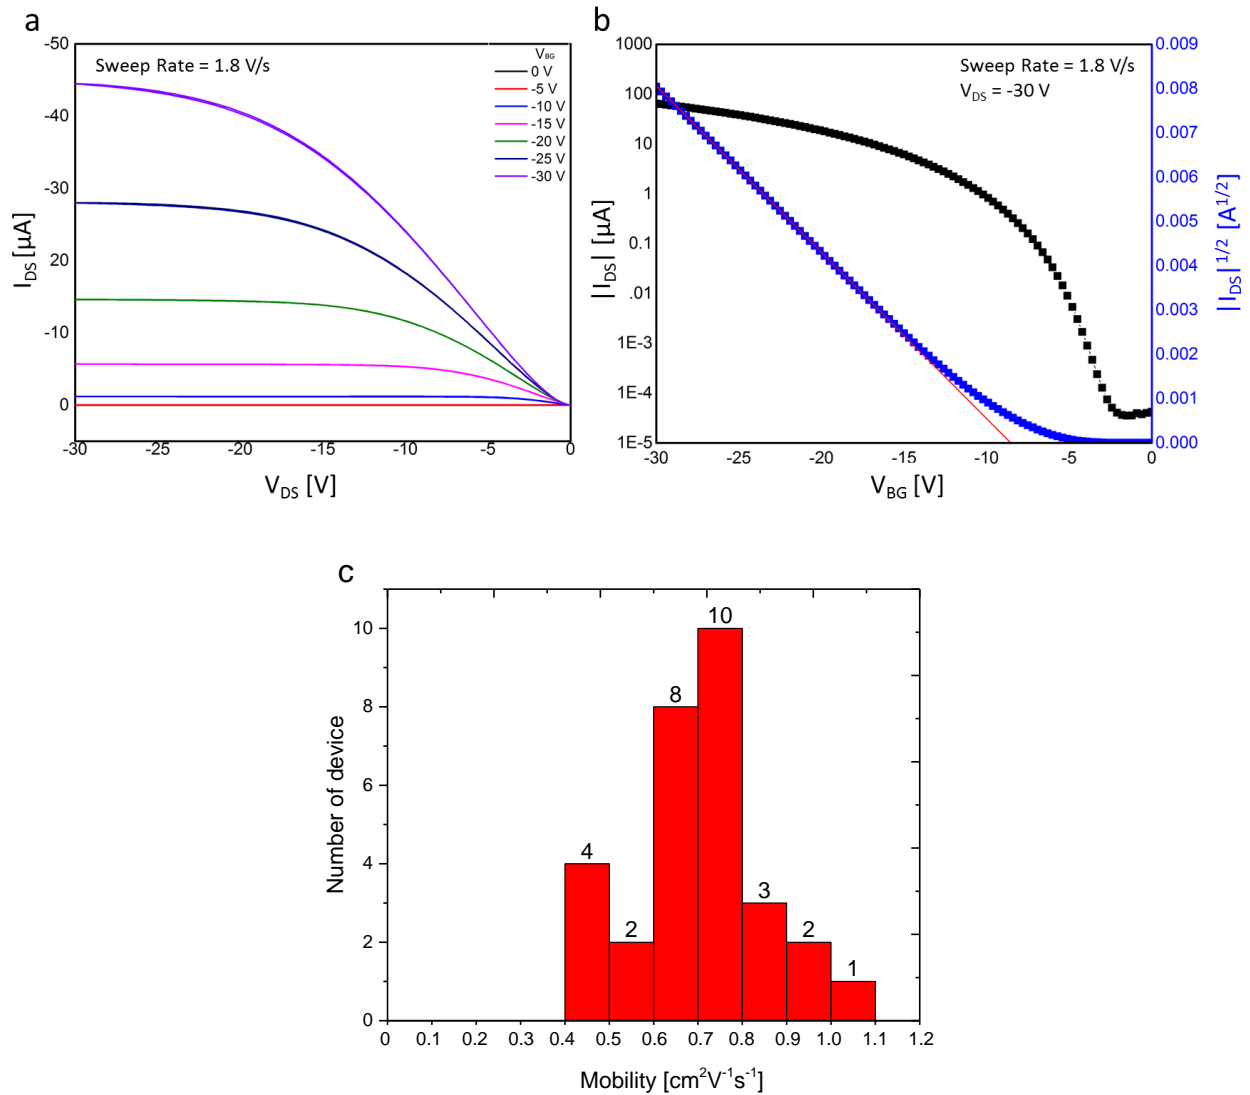 a
Sweep Rate = 1.8 V/s
V_BG
0 V
-5 V
-10 V
-15 V
-20 V
-25 V
-30 V
-50
-40
-30
20
-10
0
I_DS [µA]
-30
-25
-20
-15
-10
-5
0
V_DS [V]
b
Sweep Rate = 1.8 V/s
V_DS = -30 V
1000
100
10
1
0.1
.01
1E-3
1E-4
1E-5
|I_DS| [µA]
0.009
0.008
0.007
0.006
0.005
0.004
0.003
0.002
0.001
0.000
|I_DS|^1/2 [A^1/2]
-30
-25
-20
-15
-10
-5
0
V_BG [V]
c
10
8
6
4
2
0
Number of device
4
2
8
10
3
2
1
0
0.1
0.2
0.3
0.4
0.5
0.6
0.7
0.8
0.9
1.0
1.1
1.2
Mobility [cm²V⁻¹s⁻¹]